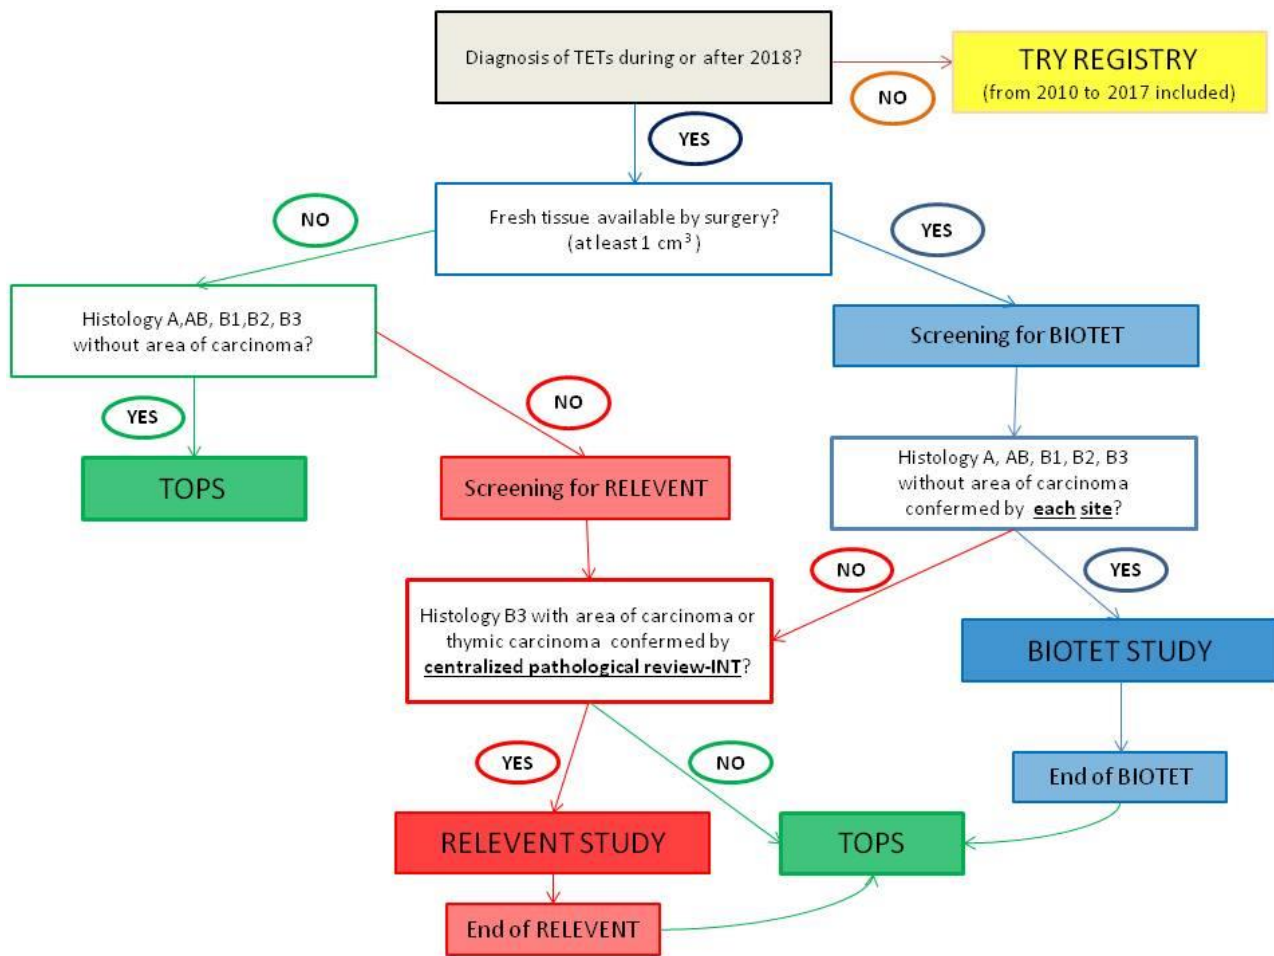 Diagnosis of TETs during or after 2018?
TRY REGISTRY
(from 2010 to 2017 included)
NO
YES
NO
Fresh tissue available by surgery?
(at least 1 cm³)
YES
Histology A,AB, B1,B2, B3
without area of carcinoma?
Screening for BIOTET
YES
NO
TOPS
Screening for RELEVENT
Histology A, AB, B1, B2, B3
without area of carcinoma
confermed by each site?
NO
YES
Histology B3 with area of carcinoma or
thymic carcinoma confermed by
centralized pathological review-INT?
BIOTET STUDY
YES
NO
End of BIOTET
RELEVENT STUDY
TOPS
End of RELEVENT